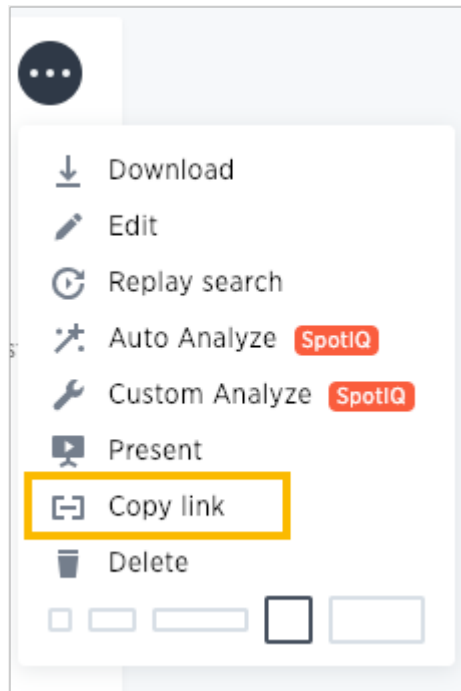 Download
Edit
Replay search
Auto Analyze SpotIQ
Custom Analyze SpotIQ
Present
Copy link
Delete